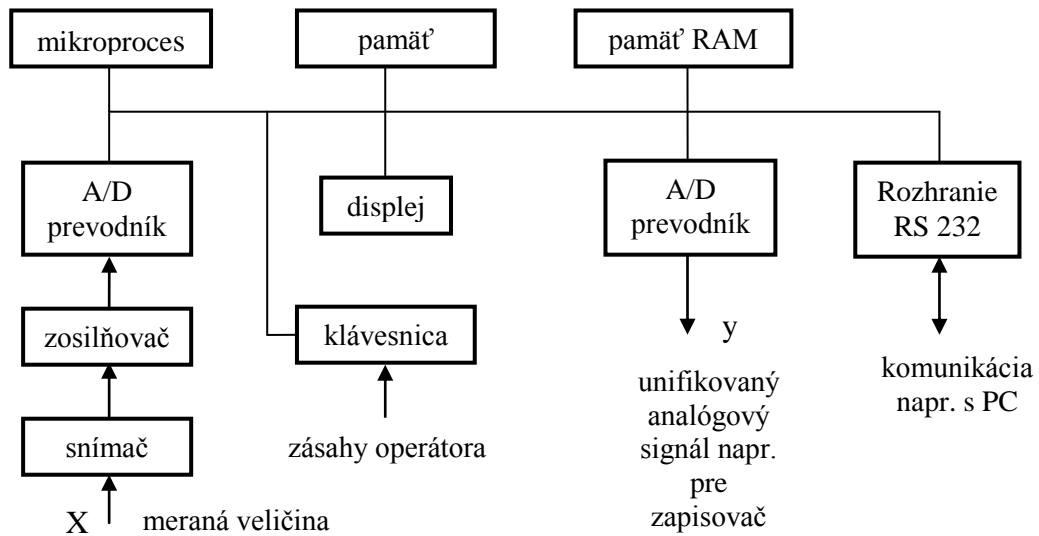 mikroproces
pamäť
pamäť RAM
A/D
prevodník
displej
A/D
prevodník
Rozhranie
RS 232
zosilňovač
klávesnica
y
komunikácia
napr. s PC
unifikovaný
analógový
signál napr.
pre
zapisovač
snímač
zásahy operátora
X meraná veličina